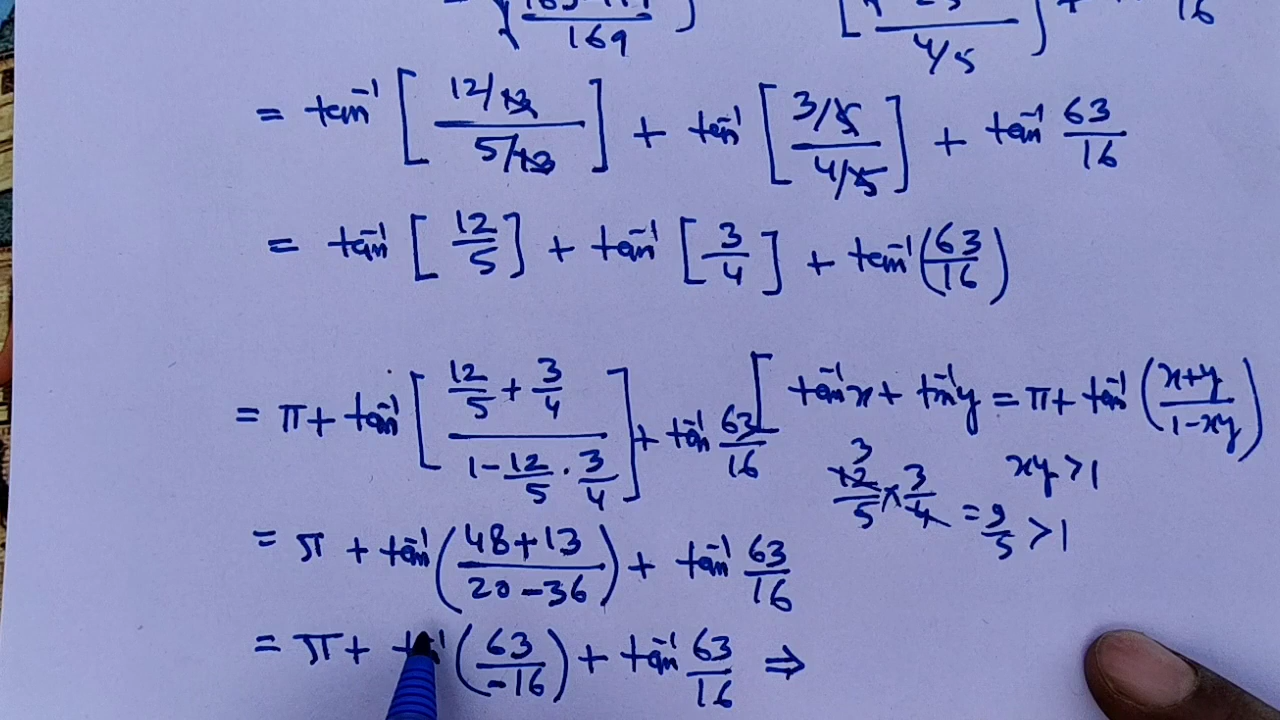 169 4/5 16
= tan⁻¹ [ (12/13) / (5/13) ] + tan⁻¹ [ (3/5) / (4/5) ] + tan⁻¹ 63/16
= tan⁻¹ [ 12/5 ] + tan⁻¹ [ 3/4 ] + tan⁻¹ ( 63/16 )
= π + tan⁻¹ [ (12/5 + 3/4) / (1 - 12/5 · 3/4) ] + tan⁻¹ 63/16 [ tan⁻¹x + tan⁻¹y = π + tan⁻¹ ( (x+y) / (1-xy) )
xy > 1
3
12/5 × 3/4 = 9/5 > 1
= π + tan⁻¹ ( (48+13) / (20-36) ) + tan⁻¹ 63/16
= π + tan⁻¹ ( 63/-16 ) + tan⁻¹ 63/16 ⇒